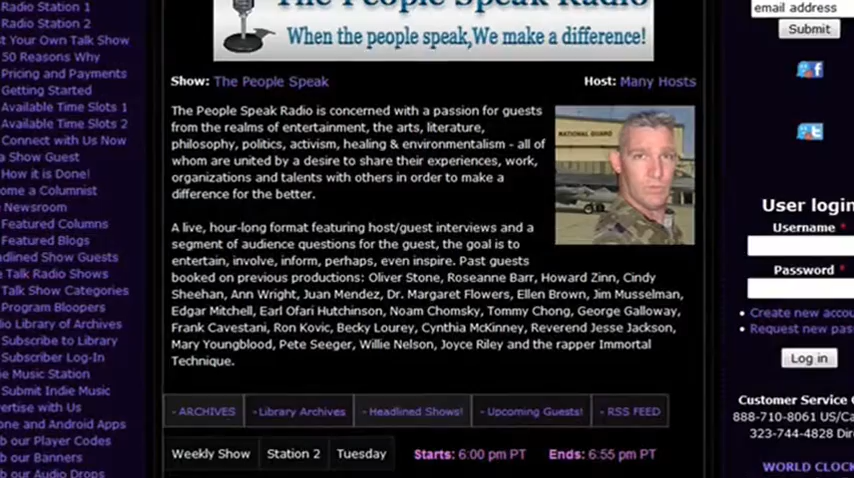 Radio Station 1
Radio Station 2
t Your Own Talk Show
50 Reasons Why
Pricing and Payments
Getting Started
Available Time Slots 1
Available Time Slots 2
Connect with Us Now
a Show Guest
How it is Done!
ome a Columnist
Newsroom
Featured Columns
Featured Blogs
dlined Show Guests
e Talk Radio Shows
Talk Show Categories
Program Bloopers
io Library of Archives
Subscribe to Library
Subscriber Log-In
ie Music Station
Submit Indie Music
ertise with Us
one and Android Apps
b our Player Codes
b our Banners
b our Audio Drops
The People Speak Radio
When the people speak,We make a difference!
Show: The People Speak
Host: Many Hosts
The People Speak Radio is concerned with a passion for guests
from the realms of entertainment, the arts, literature,
philosophy, politics, activism, healing & environmentalism - all of
whom are united by a desire to share their experiences, work,
organizations and talents with others in order to make a
difference for the better.
NATIONAL GUARD
A live, hour-long format featuring host/guest interviews and a
segment of audience questions for the guest, the goal is to
entertain, involve, inform, perhaps, even inspire. Past guests
booked on previous productions: Oliver Stone, Roseanne Barr, Howard Zinn, Cindy
Sheehan, Ann Wright, Juan Mendez, Dr. Margaret Flowers, Ellen Brown, Jim Musselman,
Edgar Mitchell, Earl Ofari Hutchinson, Noam Chomsky, Tommy Chong, George Galloway,
Frank Cavestani, Ron Kovic, Becky Lourey, Cynthia McKinney, Reverend Jesse Jackson,
Mary Youngblood, Pete Seeger, Willie Nelson, Joyce Riley and the rapper Immortal
Technique.
- ARCHIVES
- Library Archives
- Headlined Shows!
- Upcoming Guests!
- RSS FEED
Weekly Show
Station 2
Tuesday
Starts: 6:00 pm PT
Ends: 6:55 pm PT
email address
Submit
User login
Username *
Password *
Create new accou
Request new pas
Log in
Customer Service
888-710-8061 US/Ca
323-744-4828 Dir
WORLD CLOCK